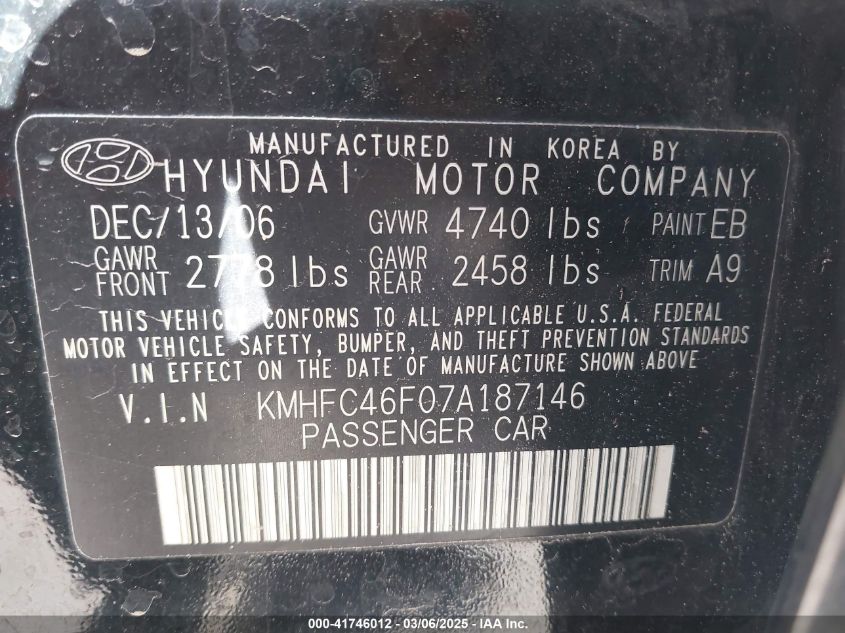 MANUFACTURED IN KOREA BY
HYUNDAI MOTOR COMPANY
DEC/13/06 GVWR 4740 lbs PAINT EB
GAWR FRONT 2778 lbs GAWR REAR 2458 lbs TRIM A9
THIS VEHICLE CONFORMS TO ALL APPLICABLE U.S.A. FEDERAL
MOTOR VEHICLE SAFETY, BUMPER, AND THEFT PREVENTION STANDARDS
IN EFFECT ON THE DATE OF MANUFACTURE SHOWN ABOVE
V.I.N KMHFC46F07A187146
PASSENGER CAR
000-41746012 — 03/06/2025 — IAA Inc.